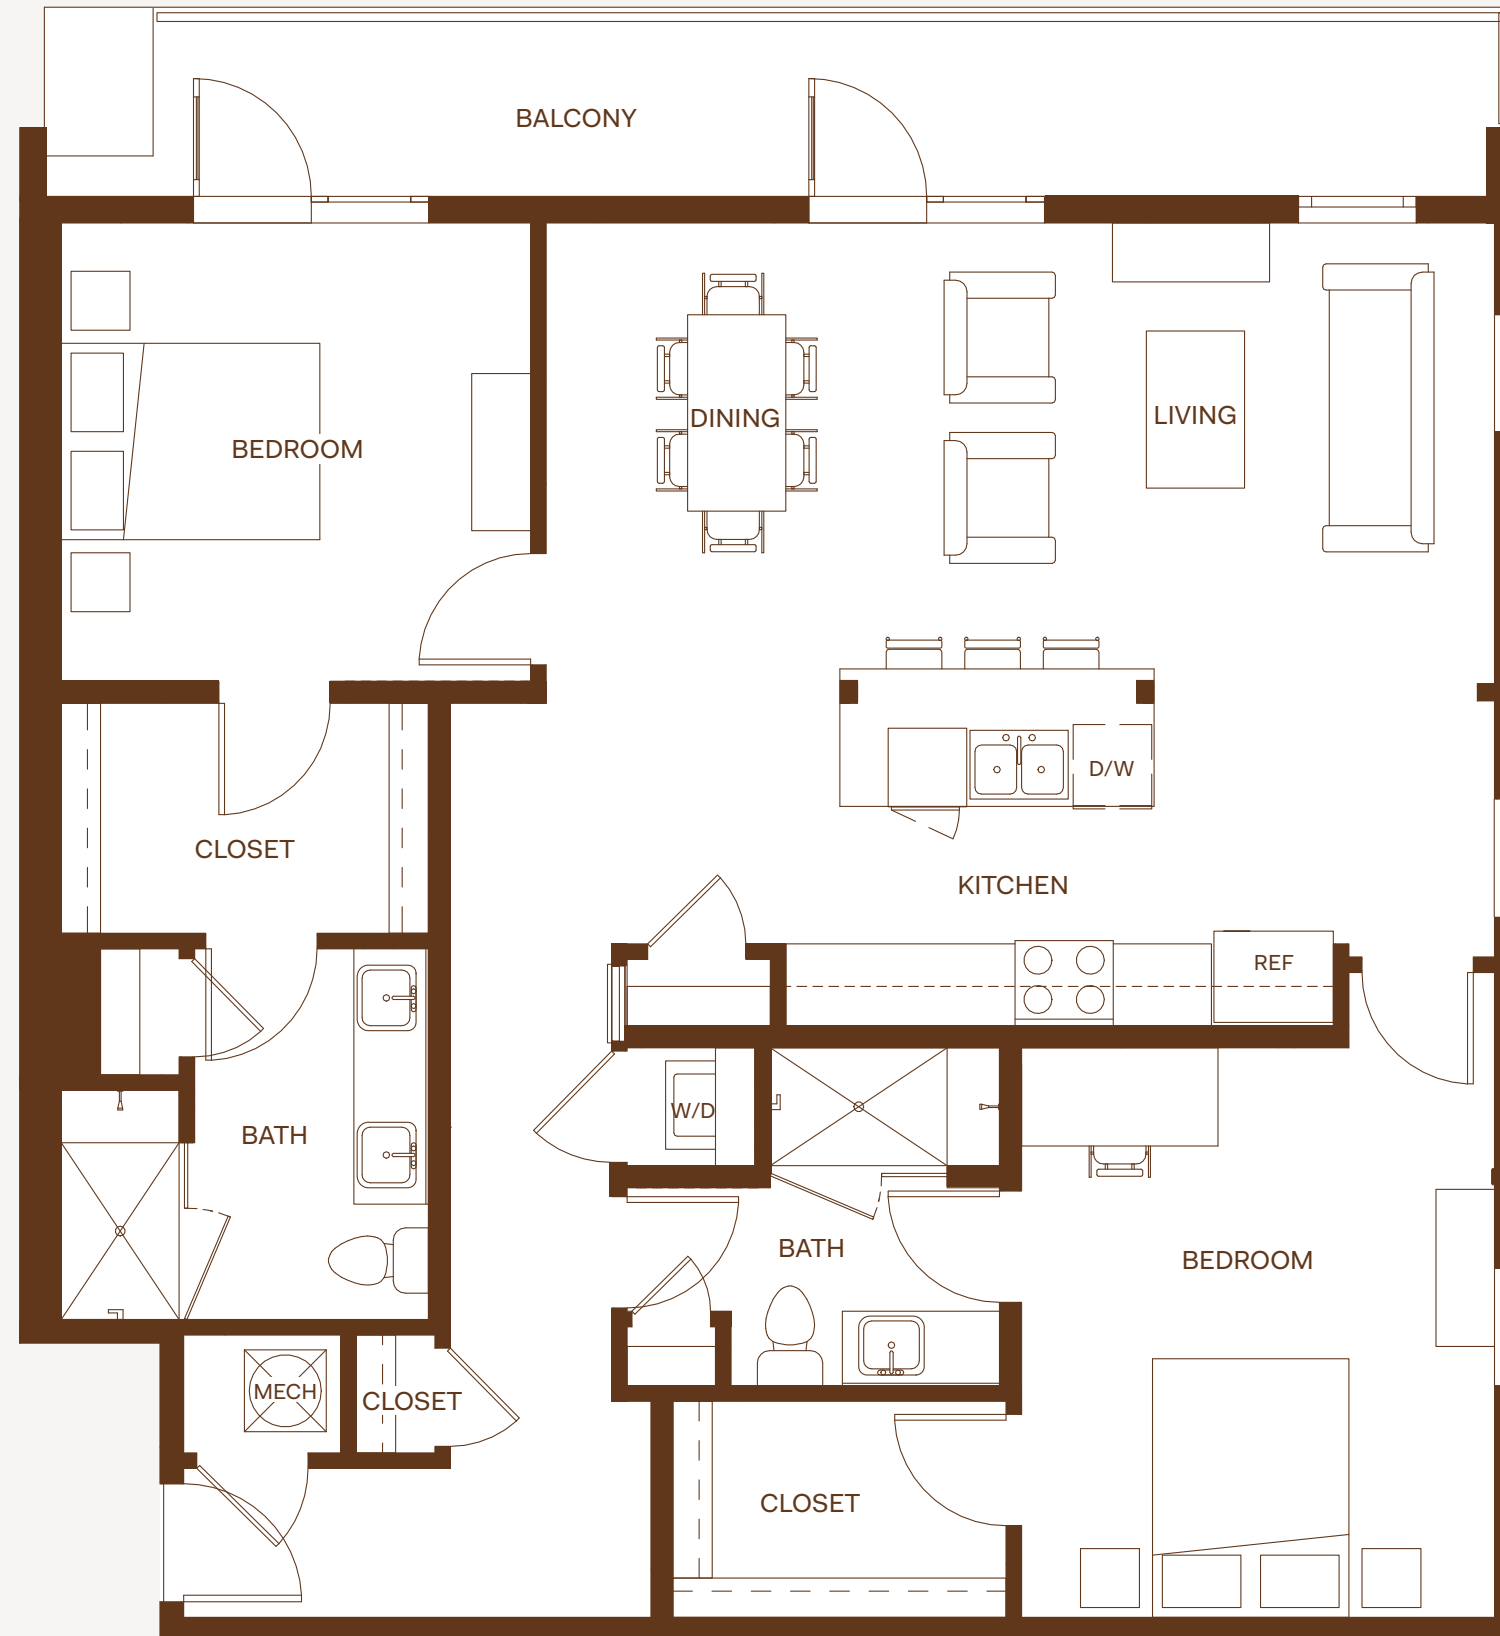 BALCONY
DINING
LIVING
BEDROOM
D/W
CLOSET
KITCHEN
REF
W/D
BATH
BATH
BEDROOM
MECH
CLOSET
CLOSET